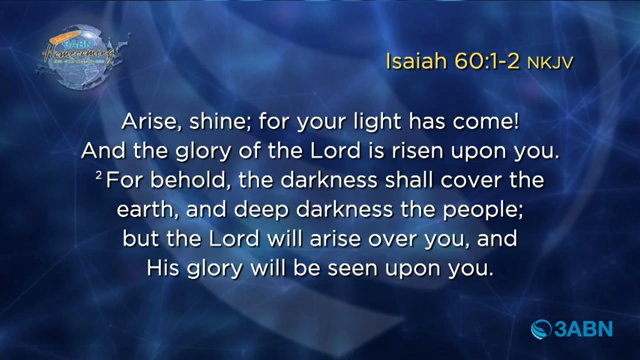 3ABN
Homecoming
Isaiah 60:1-2 NKJV
Arise, shine; for your light has come!
And the glory of the Lord is risen upon you.
2 For behold, the darkness shall cover the
earth, and deep darkness the people;
but the Lord will arise over you, and
His glory will be seen upon you.
3ABN